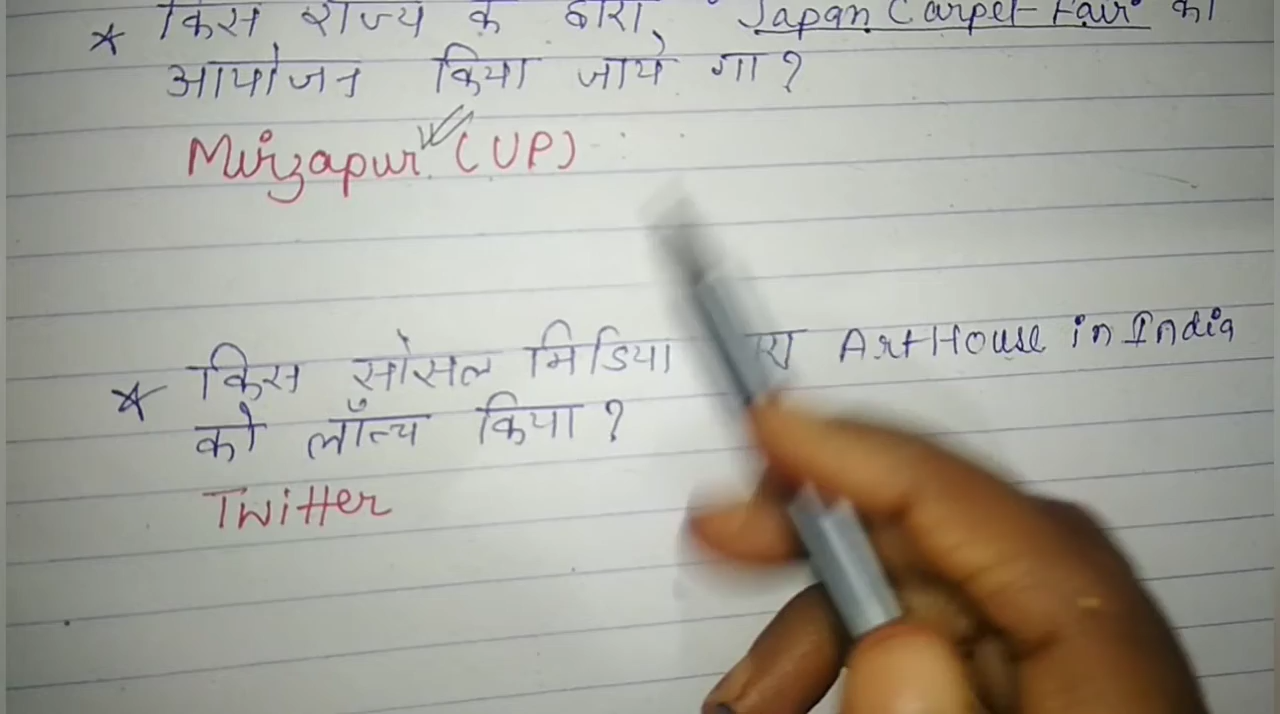 * किस राज्य के द्वारा, Japan Carpet Fair का
आयोजन किया जाये गा?
Mirzapur (UP)
* किस सोसल मिडिया ArtHouse in India
को लॉन्च किया?
Twitter